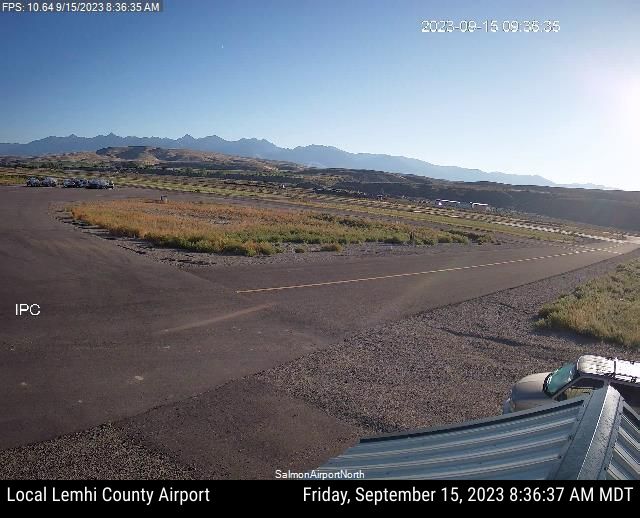 FPS: 10.64 9/15/2023 8:36:35 AM
2023-09-15 09:36:35
IPC
SalmonAirportNorth
Local Lemhi County Airport
Friday, September 15, 2023 8:36:37 AM MDT